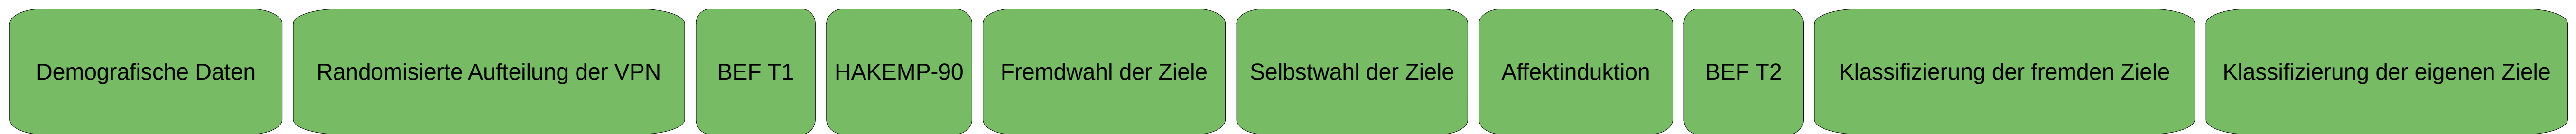 Demografische Daten
Randomisierte Aufteilung der VPN
BEF T1
HAKEMP-90
Fremdwahl der Ziele
Selbstwahl der Ziele
Affektinduktion
BEF T2
Klassifizierung der fremden Ziele
Klassifizierung der eigenen Ziele